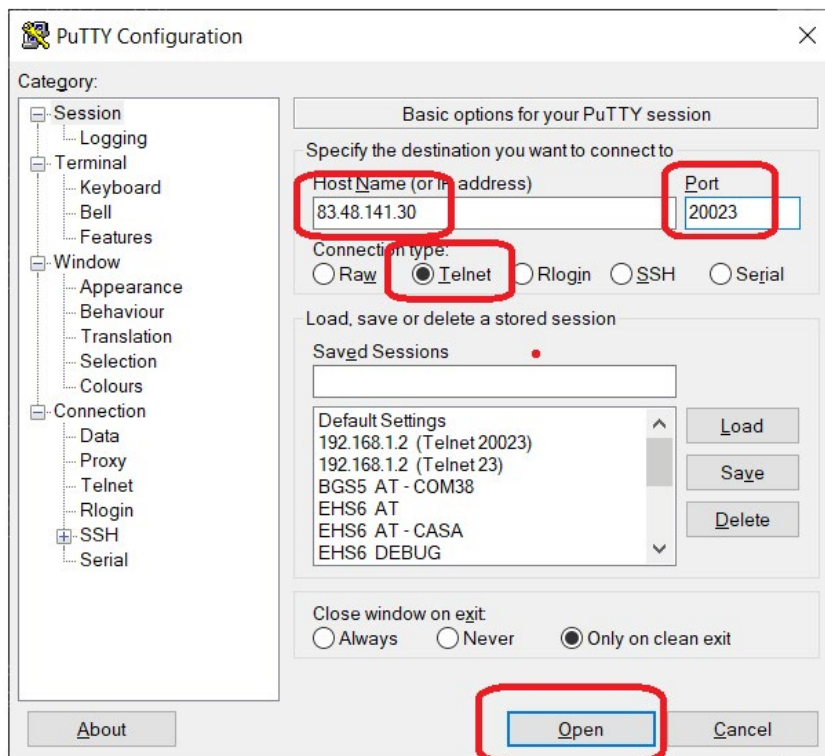 PuTTY Configuration
Category:
Session
Logging
Terminal
Keyboard
Bell
Features
Window
Appearance
Behaviour
Translation
Selection
Colours
Connection
Data
Proxy
Telnet
Rlogin
SSH
Serial
Basic options for your PuTTY session
Specify the destination you want to connect to
Host Name (or IP address) Port
83.48.141.30 20023
Connection type:
Raw Telnet Rlogin SSH Serial
Load, save or delete a stored session
Saved Sessions
Default Settings
192.168.1.2 (Telnet 20023)
192.168.1.2 (Telnet 23)
BGS5 AT - COM38
EHS6 AT
EHS6 AT - CASA
EHS6 DEBUG
Load
Save
Delete
Close window on exit:
Always Never Only on clean exit
About Open Cancel